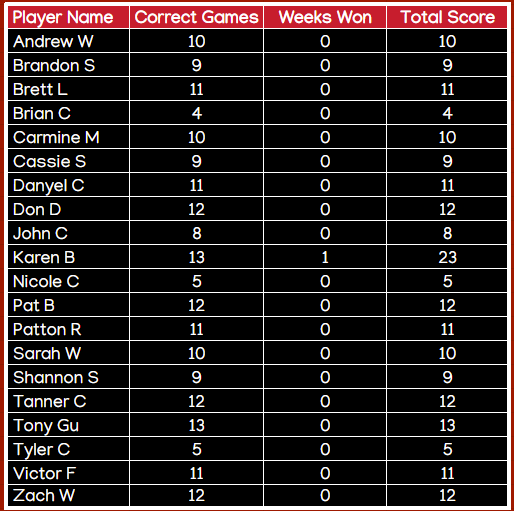 Player Name Correct Games Weeks Won Total Score
Andrew W 10 0 10
Brandon S 9 0 9
Brett L 11 0 11
Brian C 4 0 4
Carmine M 10 0 10
Cassie S 9 0 9
Danyel C 11 0 11
Don D 12 0 12
John C 8 0 8
Karen B 13 1 23
Nicole C 5 0 5
Pat B 12 0 12
Patton R 11 0 11
Sarah W 10 0 10
Shannon S 9 0 9
Tanner C 12 0 12
Tony Gu 13 0 13
Tyler C 5 0 5
Victor F 11 0 11
Zach W 12 0 12